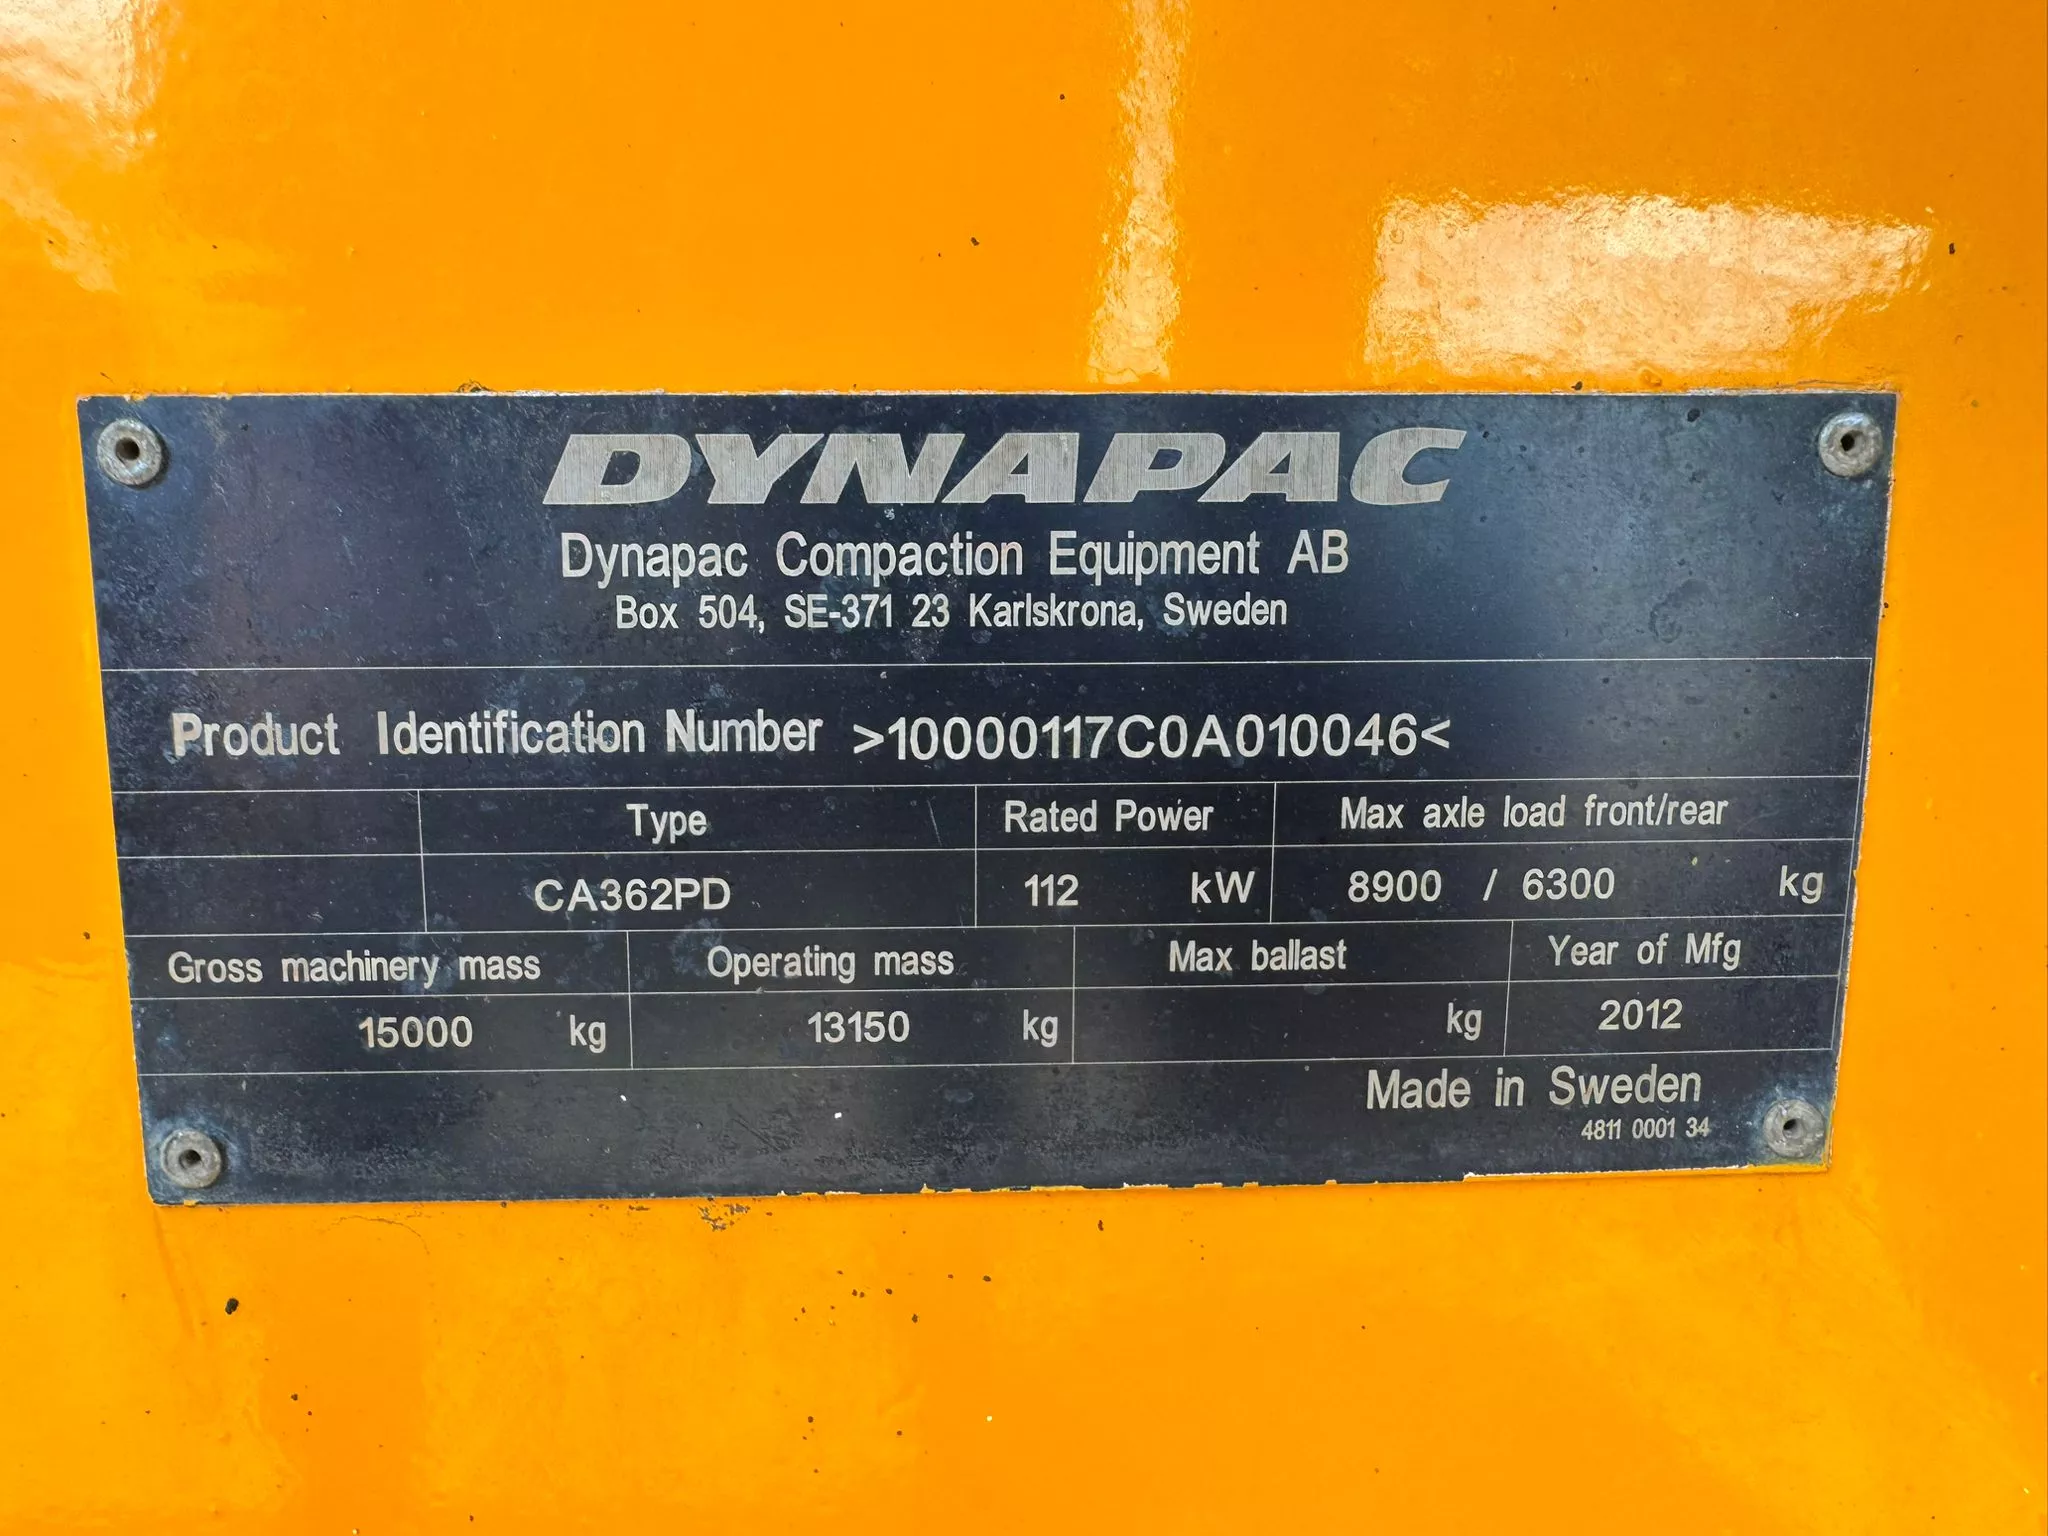 DYNAPAC
Dynapac Compaction Equipment AB
Box 504, SE-371 23 Karlskrona, Sweden
Product Identification Number >10000117C0A010046<
Type Rated Power Max axle load front/rear
CA362PD 112 kW 8900 / 6300 kg
Gross machinery mass Operating mass Max ballast Year of Mfg
15000 kg 13150 kg kg 2012
Made in Sweden
4811 0001 34